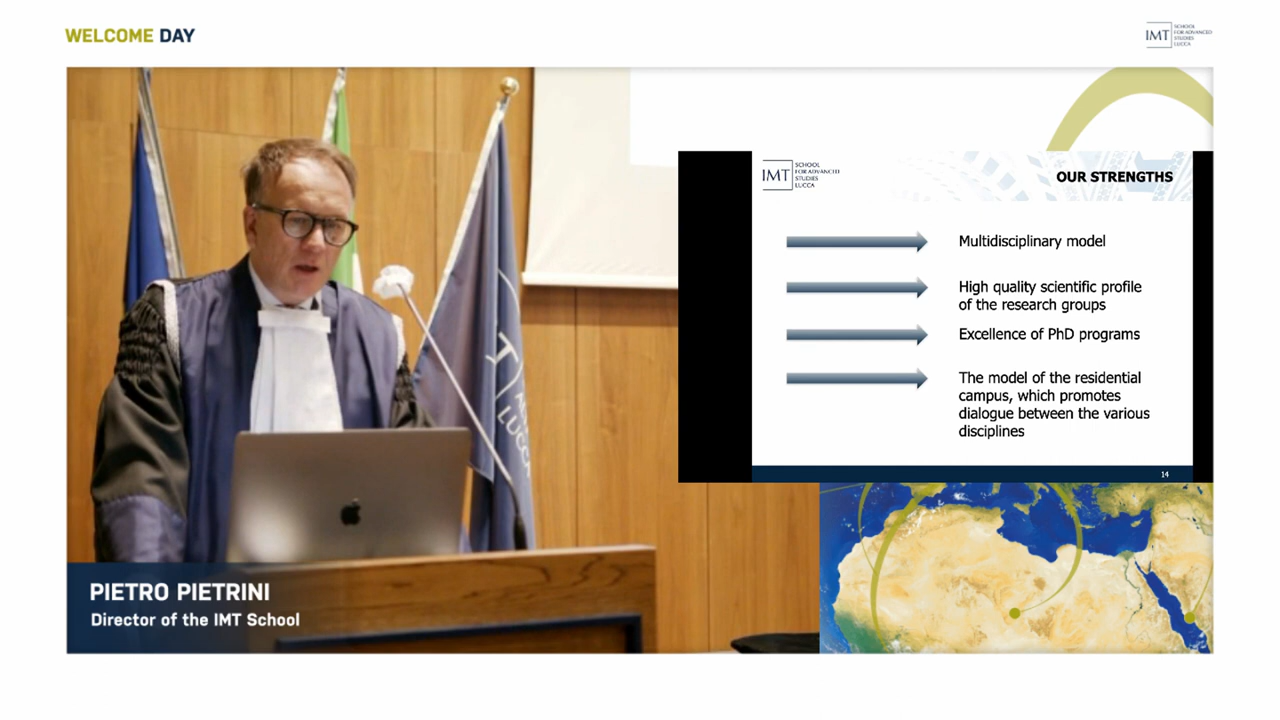 WELCOME DAY
IMT
SCHOOL
FOR ADVANCED
STUDIES
LUCCA
IMT
SCHOOL
FOR ADVANCED
STUDIES
LUCCA
OUR STRENGTHS
Multidisciplinary model
High quality scientific profile
of the research groups
Excellence of PhD programs
The model of the residential
campus, which promotes
dialogue between the various
disciplines
14
LUCCA
PIETRO PIETRINI
Director of the IMT School